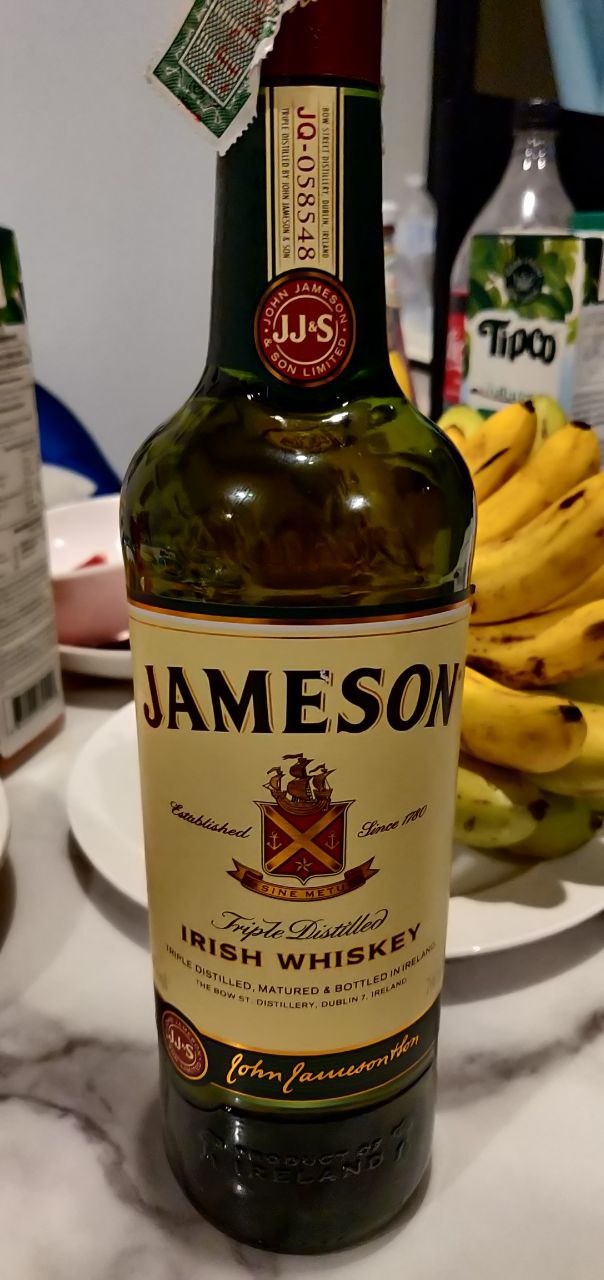 BOW STREET DISTILLERY, DUBLIN, IRELAND
JQ-058548
TRIPLE DISTILLED BY JOHN JAMESON & SON
JOHN JAMESON
JJ&S
& SON LIMITED
Tipco
JAMESON
Established Since 1780
SINE METU
Triple Distilled
IRISH WHISKEY
TRIPLE DISTILLED, MATURED & BOTTLED IN IRELAND.
THE BOW ST. DISTILLERY, DUBLIN 7, IRELAND.
JJ&S
John Jameson & Son
PRODUCT OF
IRELAND